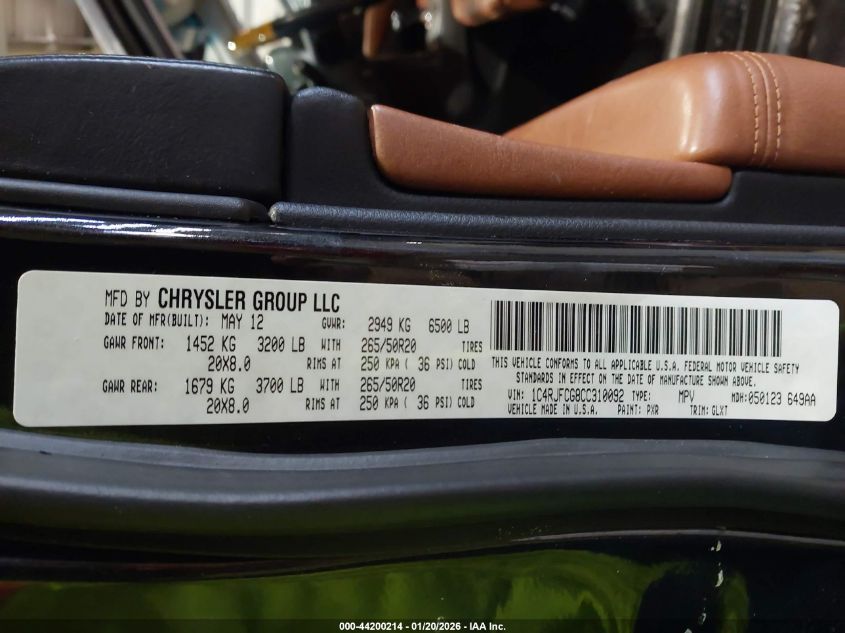 MFD BY CHRYSLER GROUP LLC
DATE OF MFR(BUILT): MAY 12 GVWR: 2949 KG 6500 LB
GAWR FRONT: 1452 KG 3200 LB WITH 265/50R20 TIRES
20X8.0 RIMS AT 250 KPA ( 36 PSI) COLD
GAWR REAR: 1679 KG 3700 LB WITH 265/50R20 TIRES
20X8.0 RIMS AT 250 KPA ( 36 PSI) COLD
THIS VEHICLE CONFORMS TO ALL APPLICABLE U.S.A. FEDERAL MOTOR VEHICLE SAFETY
STANDARDS IN EFFECT ON THE DATE OF MANUFACTURE SHOWN ABOVE.
VIN: 1C4RJFCG8CC310092 TYPE: MPV MDH: 050123 649AA
VEHICLE MADE IN U.S.A. PAINT: PXR TRIM: GLXT
000-44200214 - 01/20/2026 - IAA Inc.